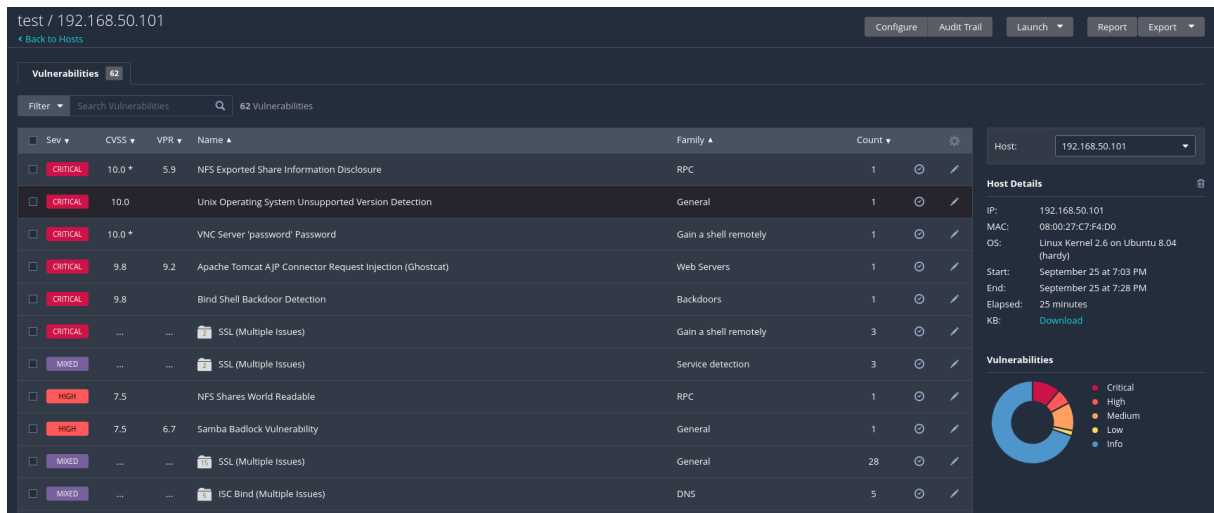 test / 192.168.50.101
Back to Hosts
Configure Audit Trail Launch Report Export
Vulnerabilities 62
Filter Search Vulnerabilities 62 Vulnerabilities
Sev CVSS VPR Name Family Count
CRITICAL 10.0 * 5.9 NFS Exported Share Information Disclosure RPC 1
CRITICAL 10.0 Unix Operating System Unsupported Version Detection General 1
CRITICAL 10.0 * VNC Server 'password' Password Gain a shell remotely 1
CRITICAL 9.8 9.2 Apache Tomcat AJP Connector Request Injection (Ghostcat) Web Servers 1
CRITICAL 9.8 Bind Shell Backdoor Detection Backdoors 1
CRITICAL ... ... 2 SSL (Multiple Issues) Gain a shell remotely 3
MIXED ... ... 2 SSL (Multiple Issues) Service detection 3
HIGH 7.5 NFS Shares World Readable RPC 1
HIGH 7.5 6.7 Samba Badlock Vulnerability General 1
MIXED ... ... 15 SSL (Multiple Issues) General 28
MIXED ... ... 5 ISC Bind (Multiple Issues) DNS 5
Host: 192.168.50.101
Host Details
IP: 192.168.50.101
MAC: 08:00:27:C7:F4:D0
OS: Linux Kernel 2.6 on Ubuntu 8.04
(hardy)
Start: September 25 at 7:03 PM
End: September 25 at 7:28 PM
Elapsed: 25 minutes
KB: Download
Vulnerabilities
Critical
High
Medium
Low
Info